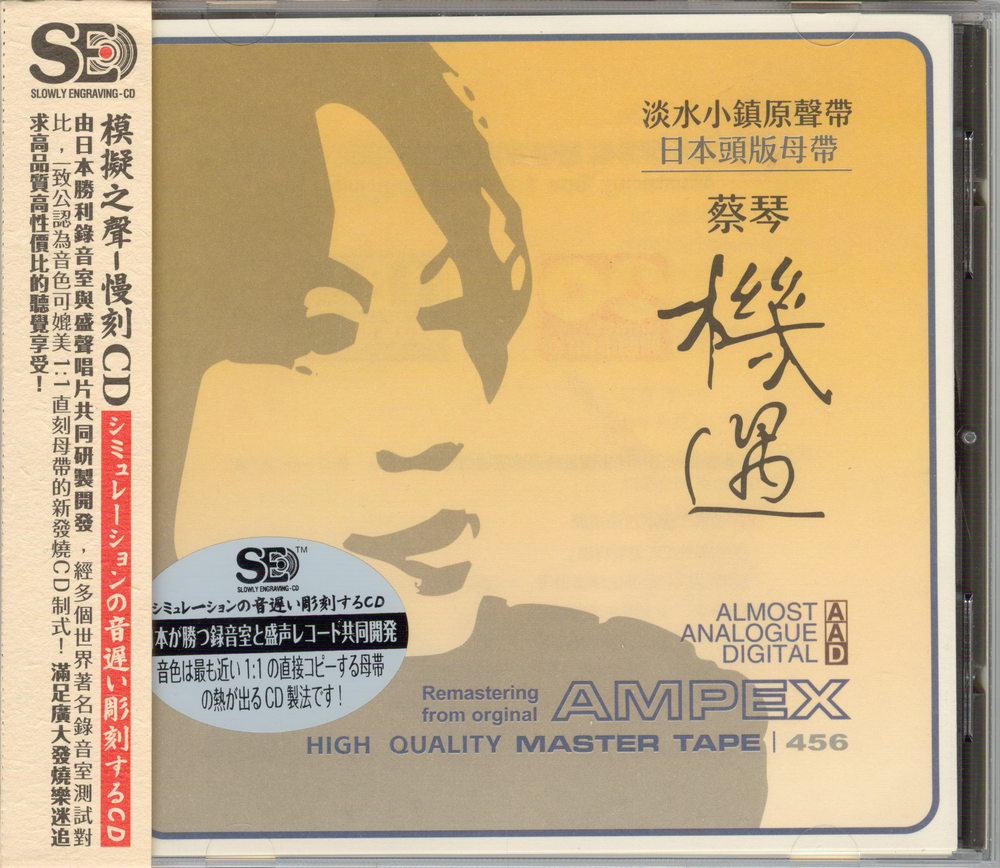 SE
SLOWLY ENGRAVING-CD
模擬之聲-慢刻CD
シミュレーションの音遅い彫刻するCD
由日本勝利錄音室與盛聲唱片共同研製開發,經多個世界著名錄音室測試對
比,一致公認為音色可媲美1:1直刻母帶的新發燒CD制式!滿足廣大發燒樂迷追
求高品質高性價比的聽覺享受!
淡水小鎮原聲帶
日本頭版母帶
蔡琴
機遇
SE TM
SLOWLY ENGRAVING-CD
シミュレーションの音遅い彫刻するCD
本が勝つ録音室と盛声レコード共同開発
音色は最も近い1:1の直接コピーする母帯
の熱が出るCD製法です!
ALMOST A
ANALOGUE A
DIGITAL D
Remastering
from orginal AMPEX
HIGH QUALITY MASTER TAPE | 456